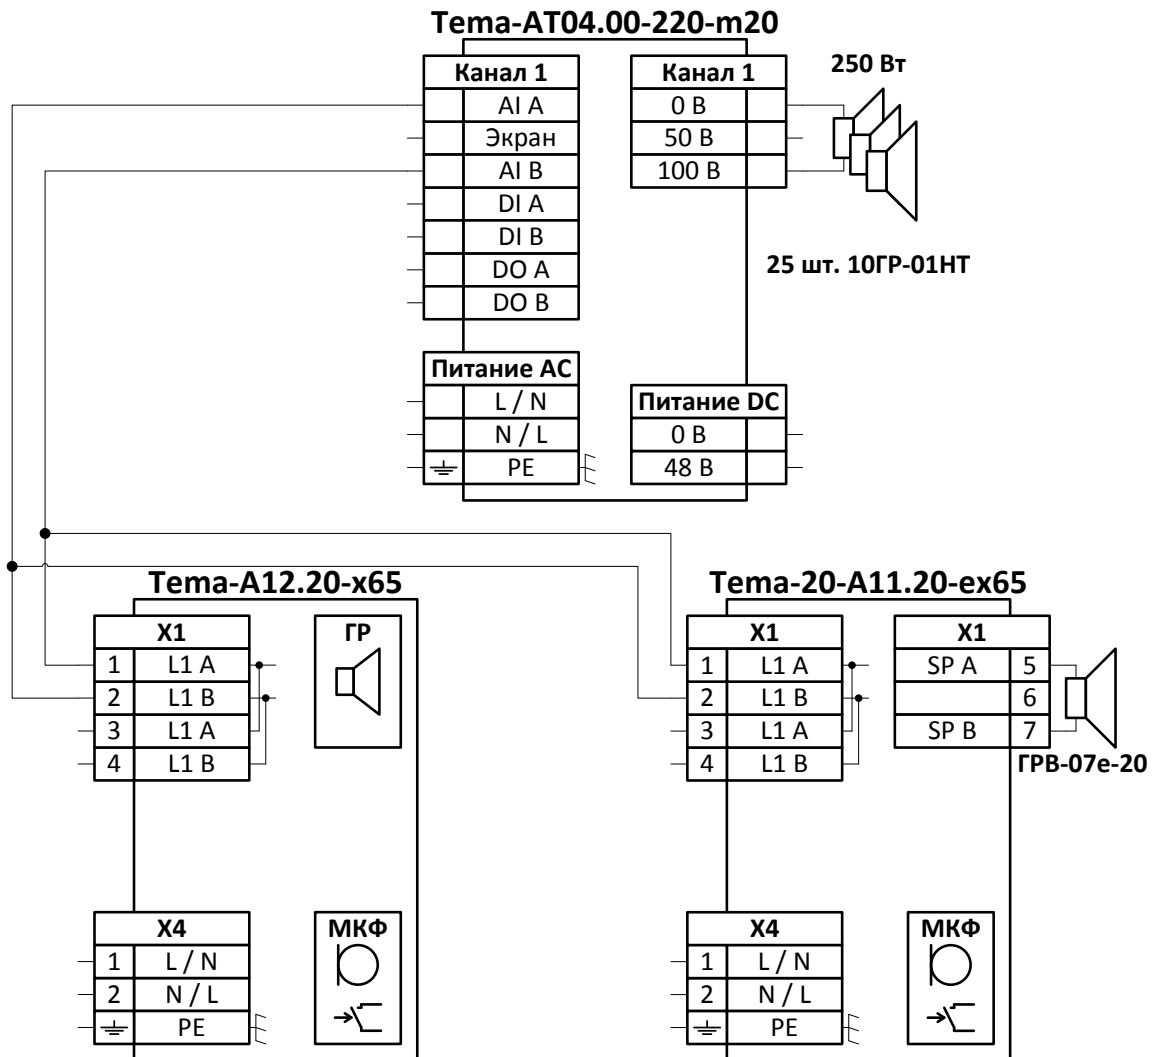 Tema-AT04.00-220-m20
Канал 1
AI A
Экран
AI B
DI A
DI B
DO A
DO B
Канал 1
0 В
50 В
100 В
250 Вт
25 шт. 10ГР-01НТ
Питание AC
L / N
N / L
PE
Питание DC
0 В
48 В
Tema-A12.20-x65
X1
1 L1 A
2 L1 B
3 L1 A
4 L1 B
ГР
X4
1 L / N
2 N / L
PE
МКФ
Tema-20-A11.20-ex65
X1
1 L1 A
2 L1 B
3 L1 A
4 L1 B
X1
SP A 5
6
SP B 7
ГРВ-07е-20
X4
1 L / N
2 N / L
PE
МКФ